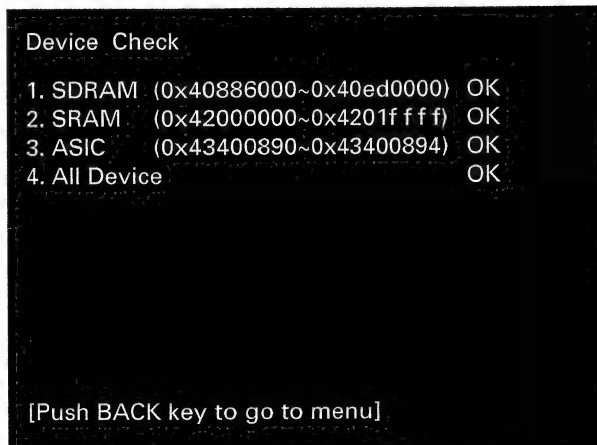 Device Check
1. SDRAM (0x40886000~0x40ed0000) OK
2. SRAM (0x42000000~0x4201ffff) OK
3. ASIC (0x43400890~0x43400894) OK
4. All Device OK
[Push BACK key to go to menu]